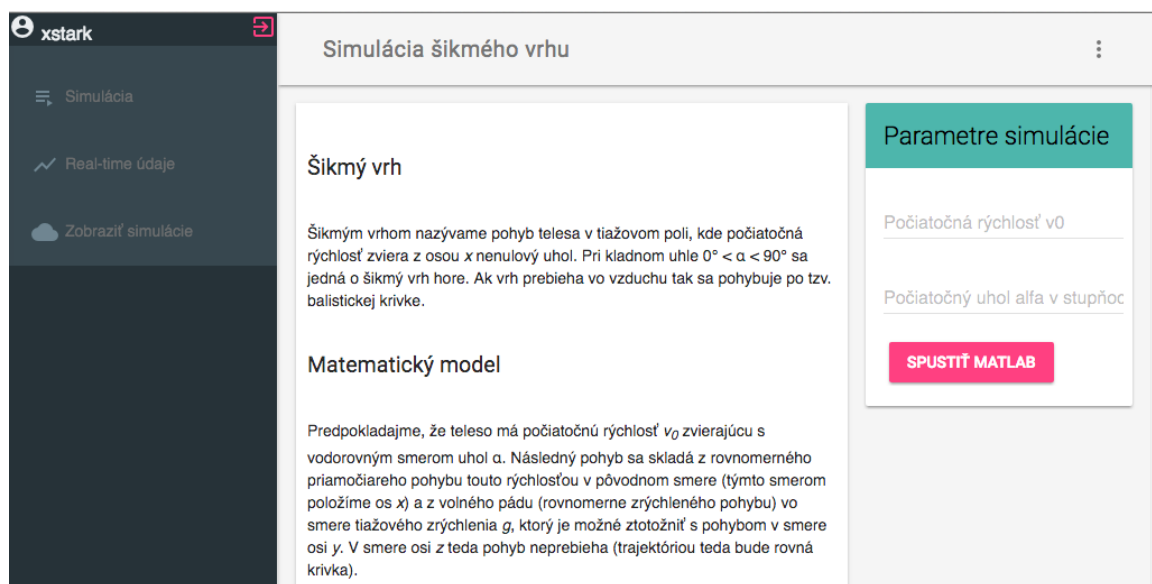 xstark
Simulácia
Real-time údaje
Zobraziť simulácie
Simulácia šikmého vrhu
Šikmý vrh
Šikmým vrhom nazývame pohyb telesa v tiažovom poli, kde počiatočná
rýchlosť zviera z osou x nenulový uhol. Pri kladnom uhle 0° < α < 90° sa
jedná o šikmý vrh hore. Ak vrh prebieha vo vzduchu tak sa pohybuje po tzv.
balistickej krivke.
Matematický model
Predpokladajme, že teleso má počiatočnú rýchlosť v0 zvierajúcu s
vodorovným smerom uhol α. Následný pohyb sa skladá z rovnomerného
priamočiareho pohybu touto rýchlosťou v pôvodnom smere (týmto smerom
položíme os x) a z volného pádu (rovnomerne zrýchleného pohybu) vo
smere tiažového zrýchlenia g, ktorý je možné ztotožniť s pohybom v smere
osi y. V smere osi z teda pohyb neprebieha (trajektóriou teda bude rovná
krivka).
Parametre simulácie
Počiatočná rýchlosť v0
Počiatočný uhol alfa v stupňoc
SPUSTIŤ MATLAB